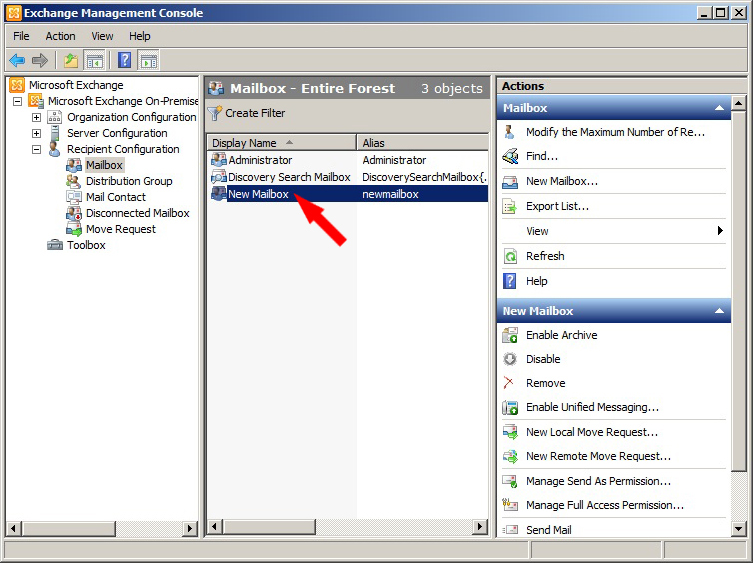 Exchange Management Console
File Action View Help
Microsoft Exchange
Microsoft Exchange On-Premise
Organization Configuration
Server Configuration
Recipient Configuration
Mailbox
Distribution Group
Mail Contact
Disconnected Mailbox
Move Request
Toolbox
Mailbox - Entire Forest 3 objects
Create Filter
Display Name Alias
Administrator Administrator
Discovery Search Mailbox DiscoverySearchMailbox{.
New Mailbox newmailbox
Actions
Mailbox
Modify the Maximum Number of Re...
Find...
New Mailbox...
Export List...
View
Refresh
Help
New Mailbox
Enable Archive
Disable
Remove
Enable Unified Messaging...
New Local Move Request...
New Remote Move Request...
Manage Send As Permission...
Manage Full Access Permission...
Send Mail